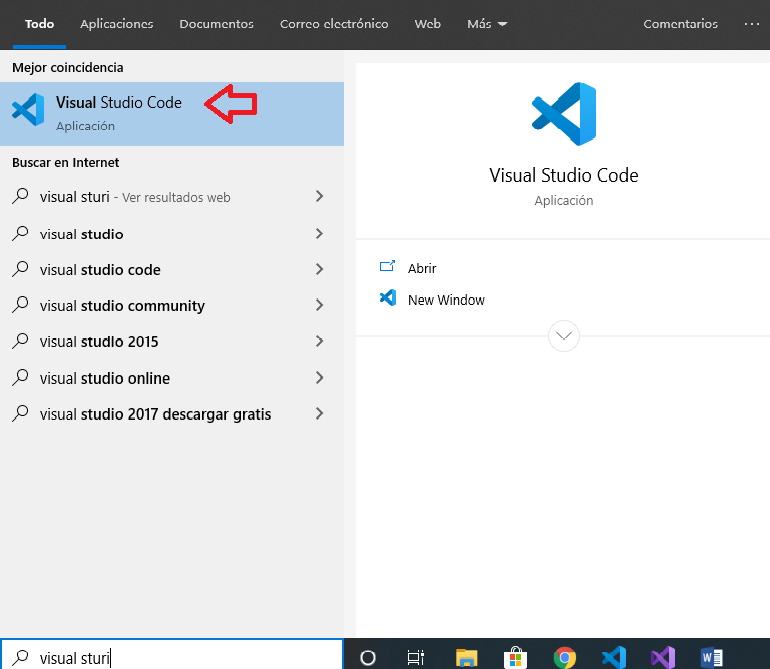 Todo Aplicaciones Documentos Correo electrónico Web Más Comentarios ...
Mejor coincidencia
Visual Studio Code
Aplicación
Buscar en Internet
visual sturi - Ver resultados web
visual studio
visual studio code
visual studio community
visual studio 2015
visual studio online
visual studio 2017 descargar gratis
Visual Studio Code
Aplicación
Abrir
New Window
visual sturi
W